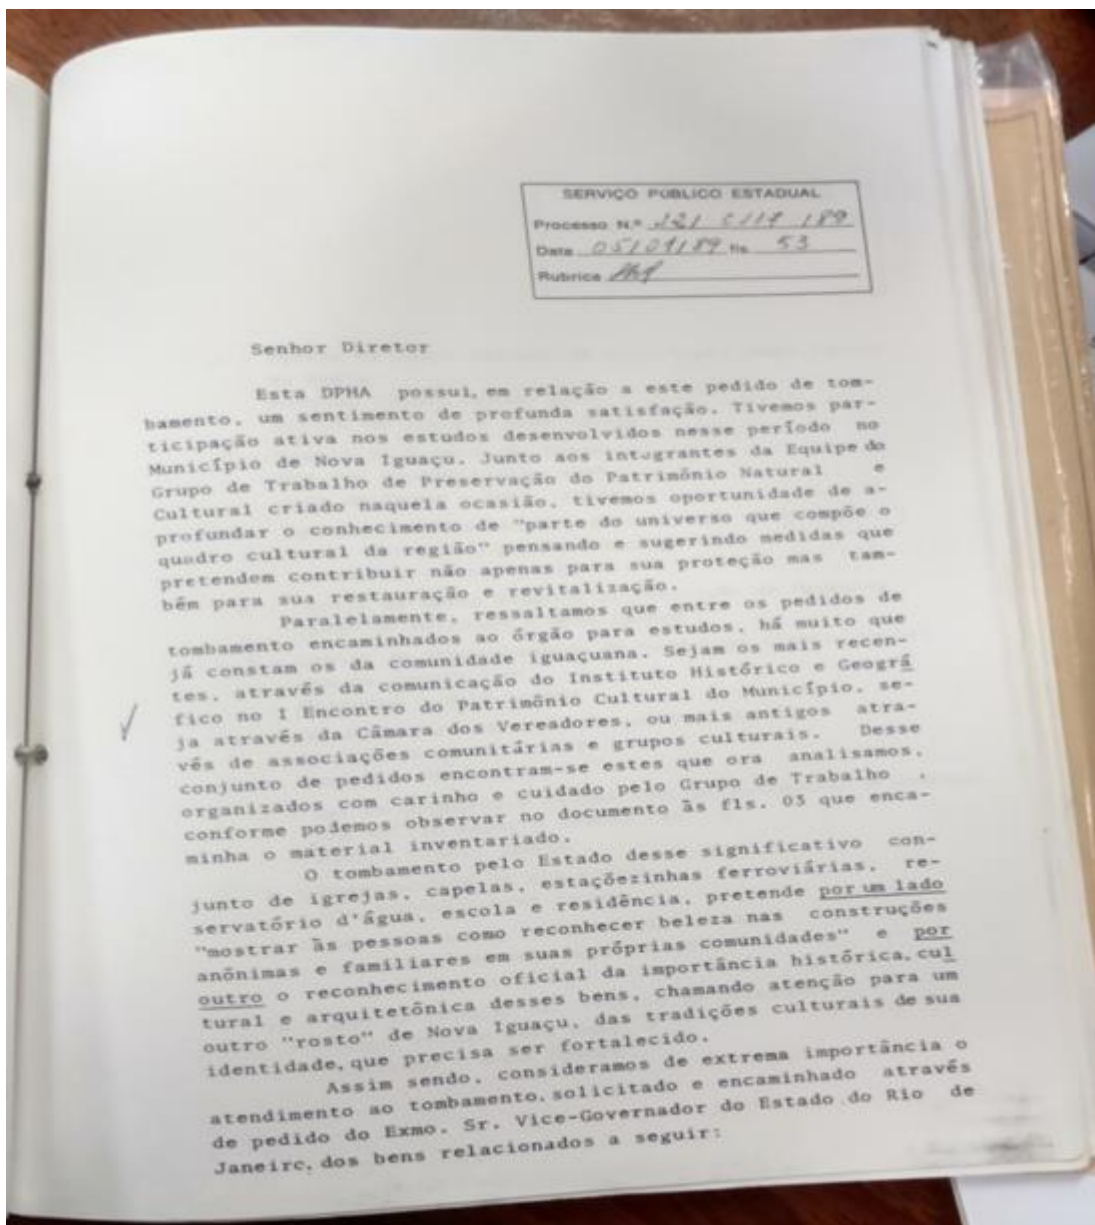 SERVIÇO PÚBLICO ESTADUAL
Processo N.º
Data 05/01/89 fls. 53
Rubrica
Senhor Diretor
Esta DPHA possui, em relação a este pedido de tom-
bamento, um sentimento de profunda satisfação. Tivemos par-
ticipação ativa nos estudos desenvolvidos nesse período no
Município de Nova Iguaçu. Junto aos integrantes da Equipe do
Grupo de Trabalho de Preservação do Patrimônio Natural e
Cultural criado naquela ocasião, tivemos oportunidade de a-
profundar o conhecimento de "parte do universo que compõe o
quadro cultural da região" pensando e sugerindo medidas que
pretendem contribuir não apenas para sua proteção mas tam-
bém para sua restauração e revitalização.
Paralelamente, ressaltamos que entre os pedidos de
tombamento encaminhados ao órgão para estudos, há muito que
já constam os da comunidade iguaçuana. Sejam os mais recen-
tes, através da comunicação do Instituto Histórico e Geográ
fico no I Encontro do Patrimônio Cultural do Município, se-
ja através da Câmara dos Vereadores, ou mais antigos atra-
vés de associações comunitárias e grupos culturais. Desse
conjunto de pedidos encontram-se estes que ora analisamos,
organizados com carinho e cuidado pelo Grupo de Trabalho ,
conforme podemos observar no documento às fls. 03 que enca-
minha o material inventariado.
O tombamento pelo Estado desse significativo con-
junto de igrejas, capelas, estaçõezinhas ferroviárias, re-
servatório d'água, escola e residência, pretende por um lado
"mostrar às pessoas como reconhecer beleza nas construções
anônimas e familiares em suas próprias comunidades" e por
outro o reconhecimento oficial da importância histórica, cul
tural e arquitetônica desses bens, chamando atenção para um
outro "rosto" de Nova Iguaçu, das tradições culturais de sua
identidade, que precisa ser fortalecido.
Assim sendo, consideramos de extrema importância o
atendimento ao tombamento, solicitado e encaminhado através
de pedido do Exmo. Sr. Vice-Governador do Estado do Rio de
Janeiro, dos bens relacionados a seguir: